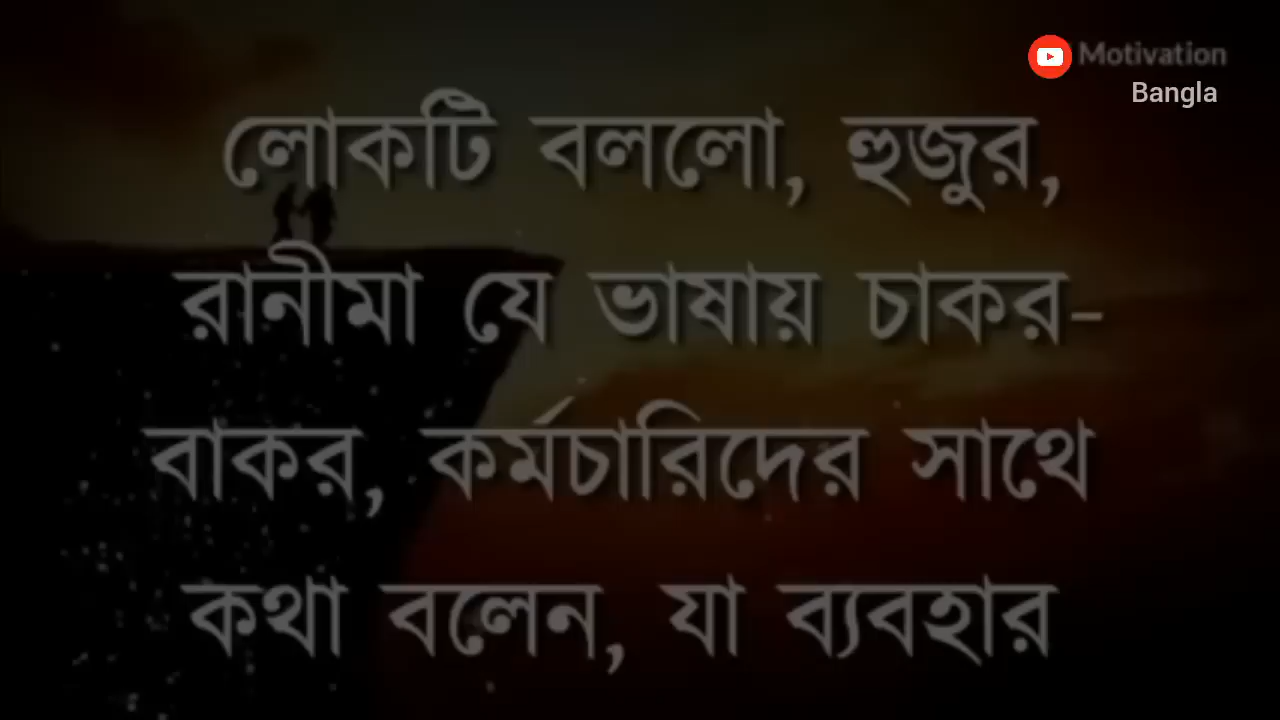 Motivation
Bangla
লোকটি বললো, হুজুর,
রানীমা যে ভাষায় চাকর-
বাকর, কর্মচারিদের সাথে
কথা বলেন, যা ব্যবহার